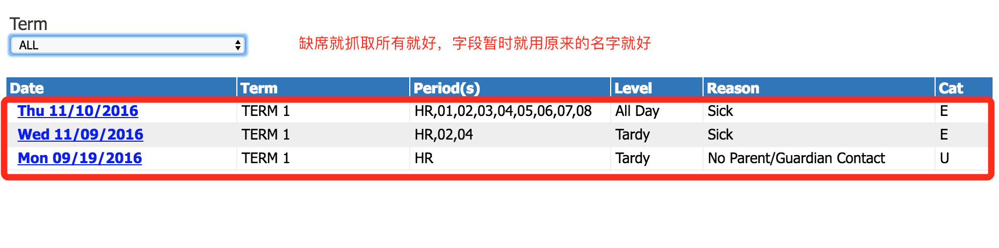 Term
ALL
缺席就抓取所有就好，字段暂时就用原来的名字就好
Date Term Period(s) Level Reason Cat
Thu 11/10/2016 TERM 1 HR,01,02,03,04,05,06,07,08 All Day Sick E
Wed 11/09/2016 TERM 1 HR,02,04 Tardy Sick E
Mon 09/19/2016 TERM 1 HR Tardy No Parent/Guardian Contact U